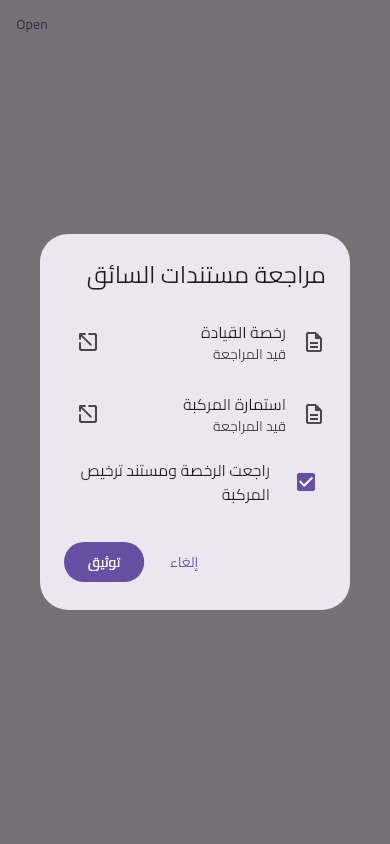 Open
مراجعة مستندات السائق
رخصة القيادة
قيد المراجعة
استمارة المركبة
قيد المراجعة
راجعت الرخصة ومستند ترخيص
المركبة
إلغاء
توثيق